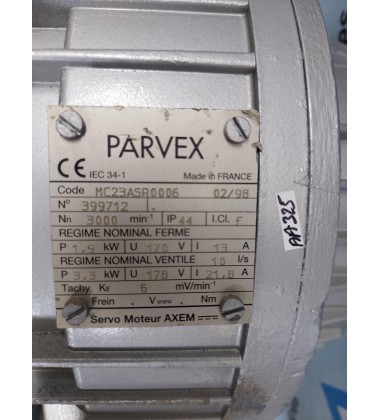 PARVEX
CE IEC 34-1 Made in FRANCE
Code MC23ASR0006 02/98
Nº 399712 .
Nn 3000 min⁻¹ IP 44 I.Cl. F
REGIME NOMINAL FERME
P 1,9 kW U 170 V I 13 A
REGIME NOMINAL VENTILE 10 l/s
P 3,3 kW U 178 V I 21,8 A
Tachy KE 6 mV/min⁻¹
Frein . V . Nm
Servo Moteur AXEM
AA325